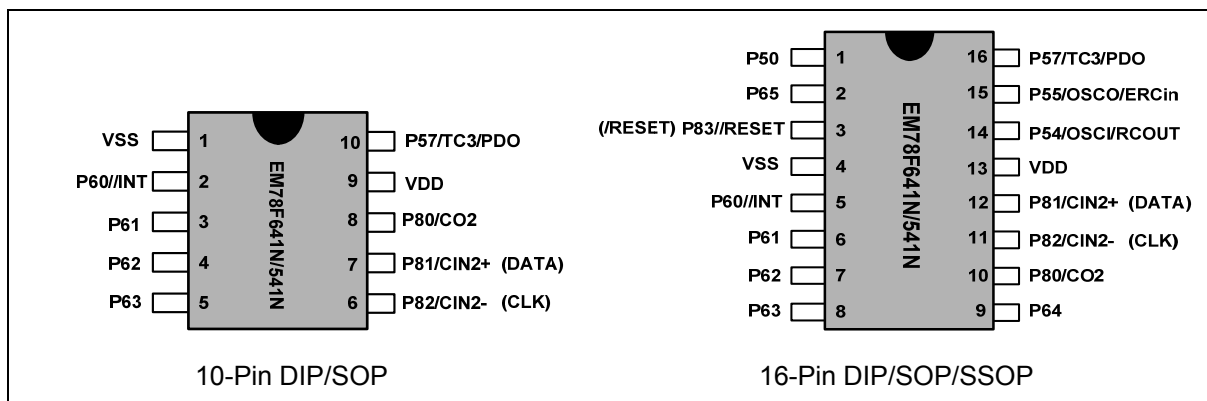 VSS 1 10 P57/TC3/PDO
P60//INT 2 9 VDD
P61 3 8 P80/CO2
P62 4 7 P81/CIN2+ (DATA)
P63 5 6 P82/CIN2- (CLK)
EM78F641N/541N
10-Pin DIP/SOP
P50 1 16 P57/TC3/PDO
P65 2 15 P55/OSCO/ERCin
(/RESET) P83//RESET 3 14 P54/OSCI/RCOUT
VSS 4 13 VDD
P60//INT 5 12 P81/CIN2+ (DATA)
P61 6 11 P82/CIN2- (CLK)
P62 7 10 P80/CO2
P63 8 9 P64
EM78F641N/541N
16-Pin DIP/SOP/SSOP